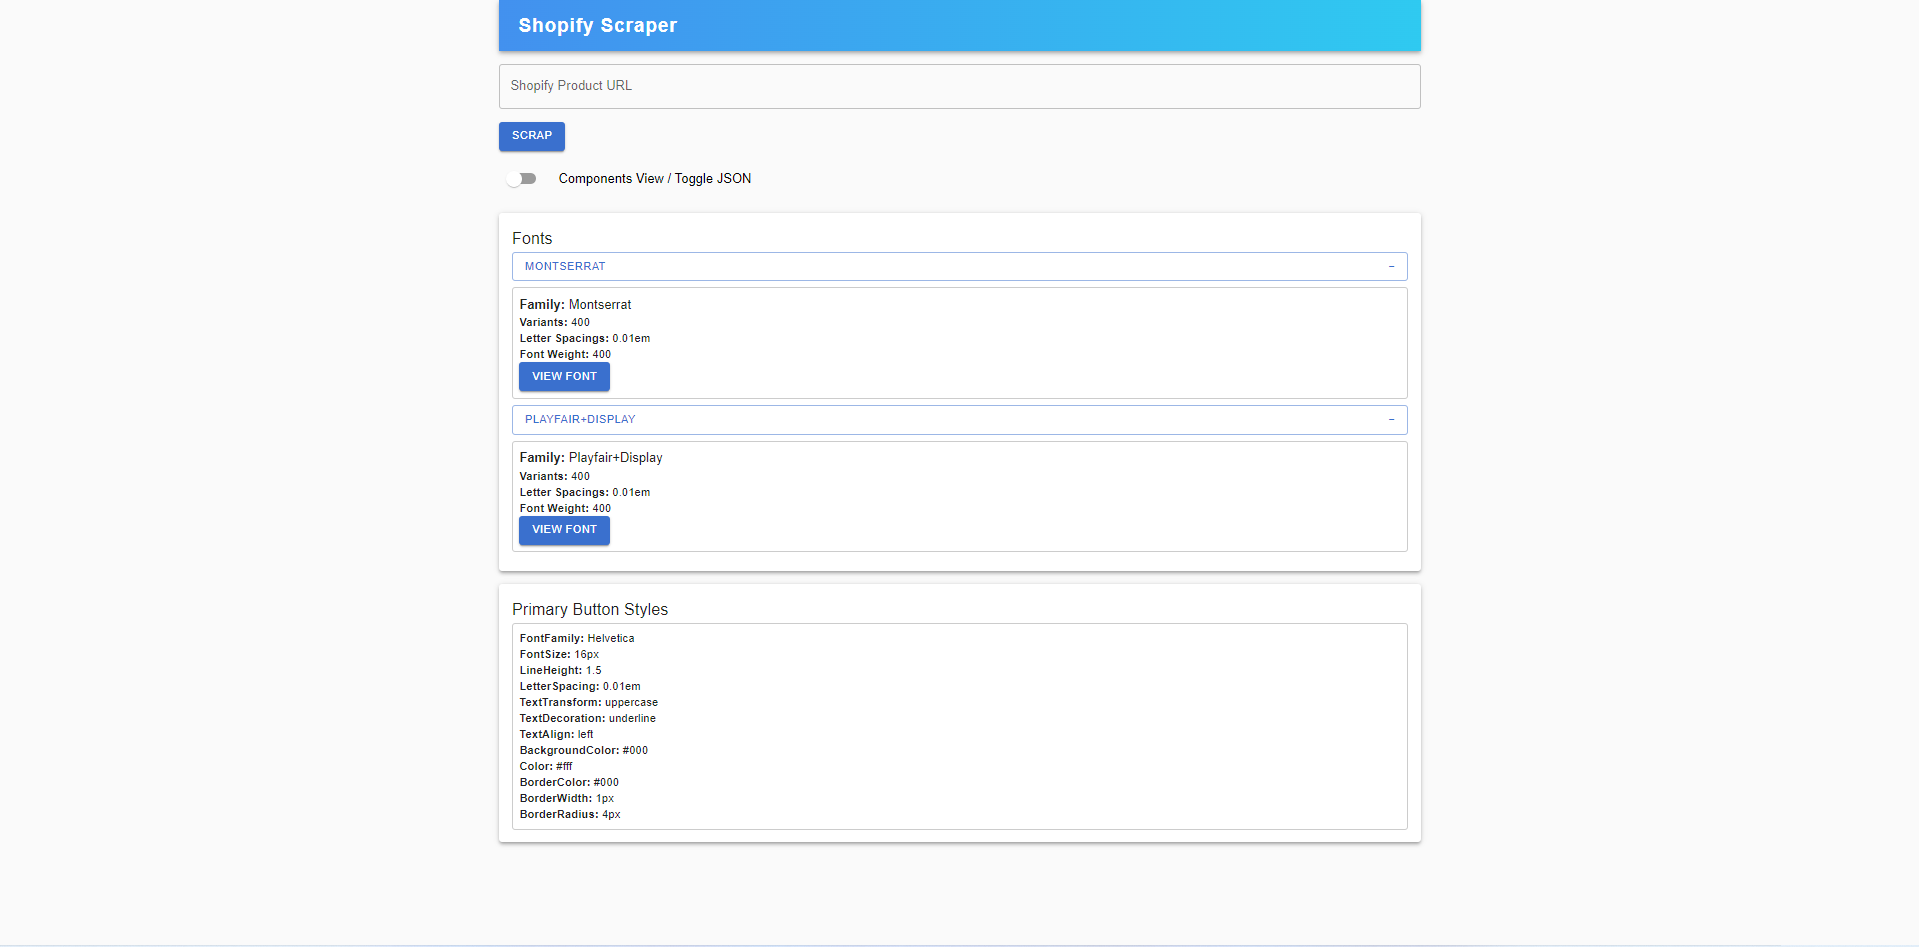 Shopify Scraper
Shopify Product URL
SCRAP
Components View / Toggle JSON
Fonts
MONTSERRAT −
Family: Montserrat
Variants: 400
Letter Spacings: 0.01em
Font Weight: 400
VIEW FONT
PLAYFAIR+DISPLAY −
Family: Playfair+Display
Variants: 400
Letter Spacings: 0.01em
Font Weight: 400
VIEW FONT
Primary Button Styles
FontFamily: Helvetica
FontSize: 16px
LineHeight: 1.5
LetterSpacing: 0.01em
TextTransform: uppercase
TextDecoration: underline
TextAlign: left
BackgroundColor: #000
Color: #fff
BorderColor: #000
BorderWidth: 1px
BorderRadius: 4px